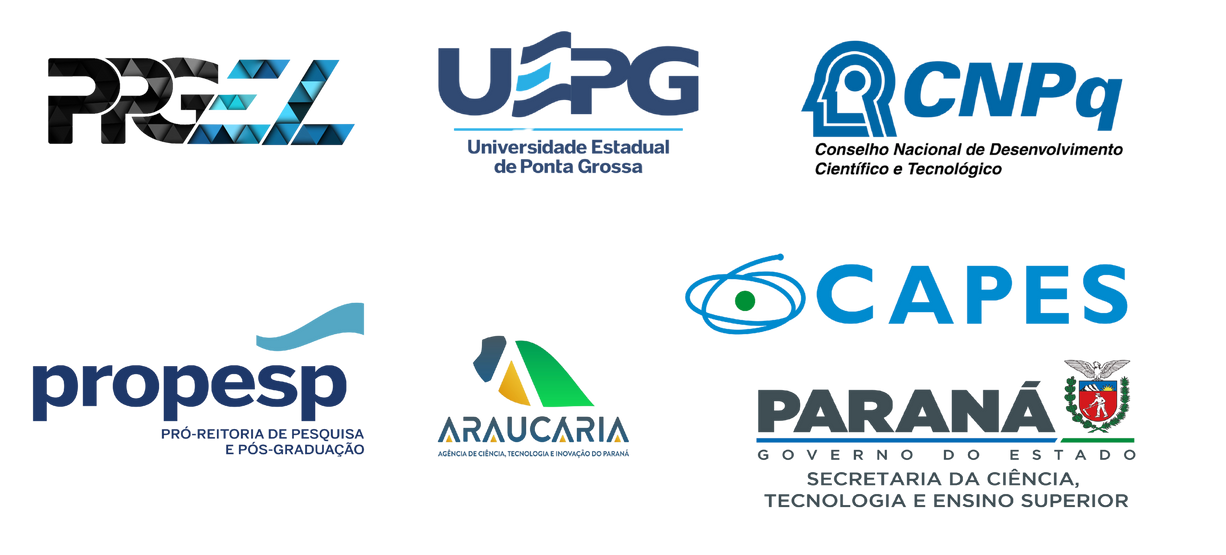 PPGEL
UEPG
Universidade Estadual
de Ponta Grossa
CNPq
Conselho Nacional de Desenvolvimento
Científico e Tecnológico
propesp
PRÓ-REITORIA DE PESQUISA
E PÓS-GRADUAÇÃO
ARAUCARIA
AGÊNCIA DE CIÊNCIA, TECNOLOGIA E INOVAÇÃO DO PARANÁ
CAPES
PARANÁ
GOVERNO DO ESTADO
SECRETARIA DA CIÊNCIA,
TECNOLOGIA E ENSINO SUPERIOR